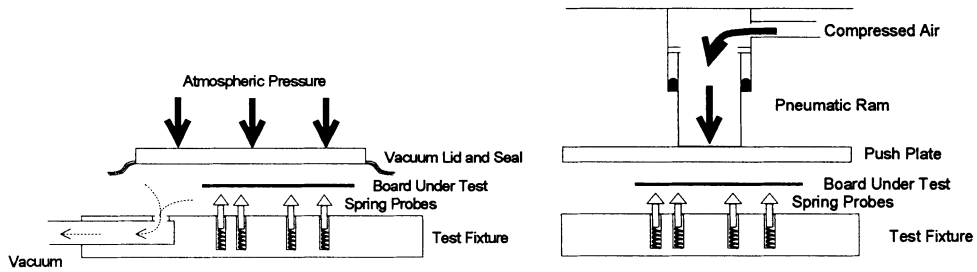 Atmospheric Pressure
Vacuum Lid and Seal
Board Under Test
Spring Probes
Test Fixture
Vacuum
Compressed Air
Pneumatic Ram
Push Plate
Board Under Test
Spring Probes
Test Fixture